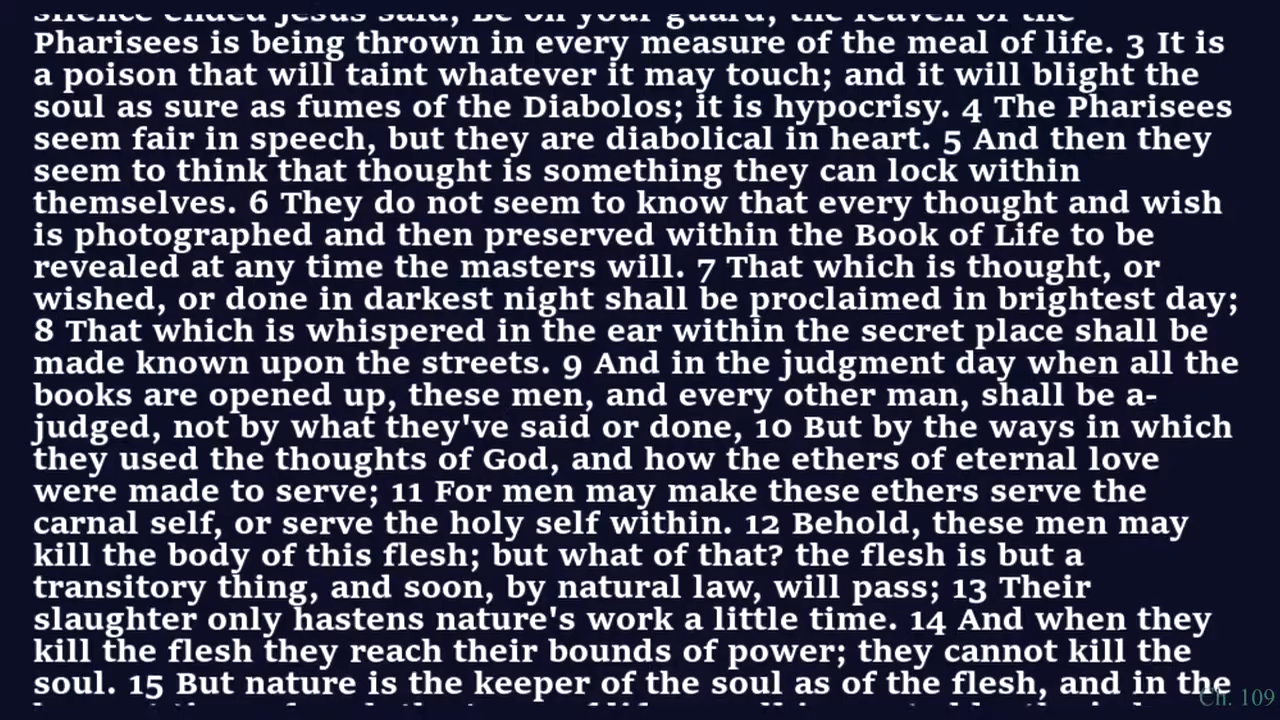 silence ended Jesus said, Be on your guard; the leaven of the
Pharisees is being thrown in every measure of the meal of life. 3 It is
a poison that will taint whatever it may touch; and it will blight the
soul as sure as fumes of the Diabolos; it is hypocrisy. 4 The Pharisees
seem fair in speech, but they are diabolical in heart. 5 And then they
seem to think that thought is something they can lock within
themselves. 6 They do not seem to know that every thought and wish
is photographed and then preserved within the Book of Life to be
revealed at any time the masters will. 7 That which is thought, or
wished, or done in darkest night shall be proclaimed in brightest day;
8 That which is whispered in the ear within the secret place shall be
made known upon the streets. 9 And in the judgment day when all the
books are opened up, these men, and every other man, shall be a-
judged, not by what they've said or done, 10 But by the ways in which
they used the thoughts of God, and how the ethers of eternal love
were made to serve; 11 For men may make these ethers serve the
carnal self, or serve the holy self within. 12 Behold, these men may
kill the body of this flesh; but what of that? the flesh is but a
transitory thing, and soon, by natural law, will pass; 13 Their
slaughter only hastens nature's work a little time. 14 And when they
kill the flesh they reach their bounds of power; they cannot kill the
soul. 15 But nature is the keeper of the soul as of the flesh, and in the
Ch. 109